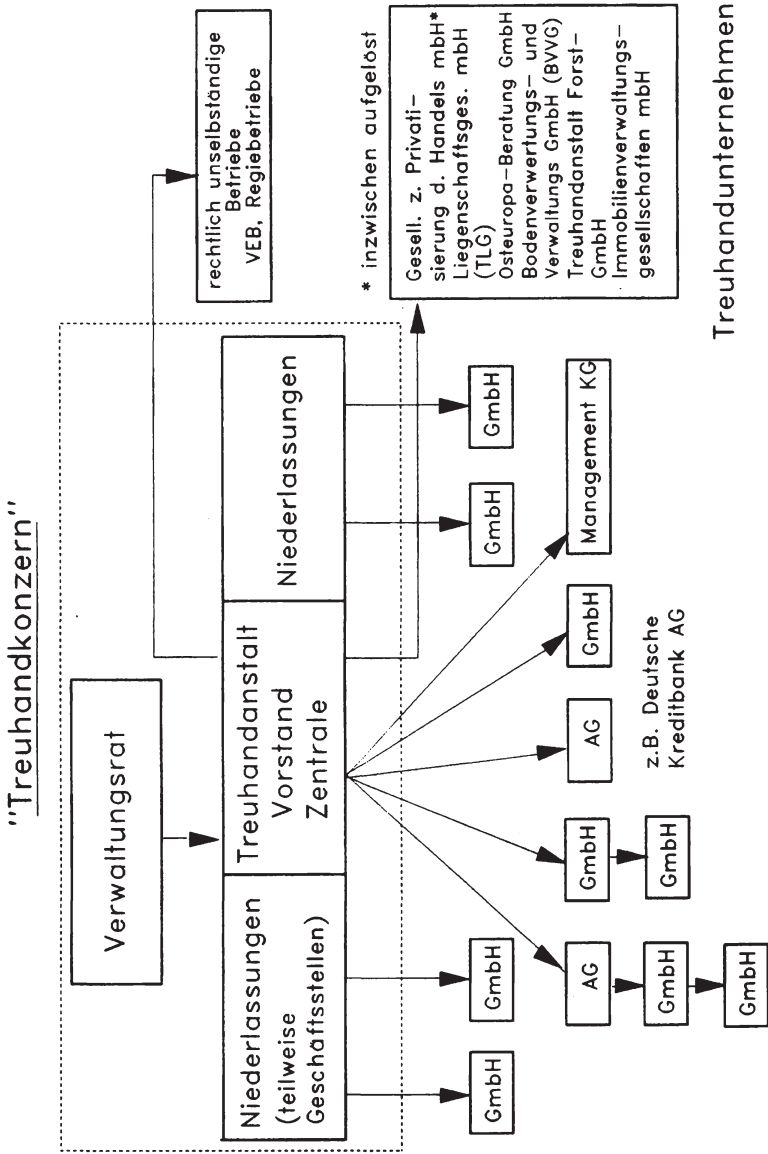 "Treuhandkonzern"
Verwaltungsrat
Niederlassungen
(teilweise
Geschäftsstellen)
Treuhandanstalt
Vorstand
Zentrale
Niederlassungen
rechtlich unselbständige
Betriebe
VEB, Regiebetriebe
* inzwischen aufgelöst
Gesell. z. Privati–
sierung d. Handels mbH*
Liegenschaftsges. mbH
(TLG)
Osteuropa–Beratung GmbH
Bodenverwertungs– und
Verwaltungs GmbH (BVVG)
Treuhandanstalt Forst–
GmbH
Immobilienverwaltungs–
gesellschaften mbH
GmbH
GmbH
GmbH
GmbH
AG
GmbH
AG
GmbH
Management KG
GmbH
GmbH
z.B. Deutsche
Kreditbank AG
GmbH
Treuhandunternehmen